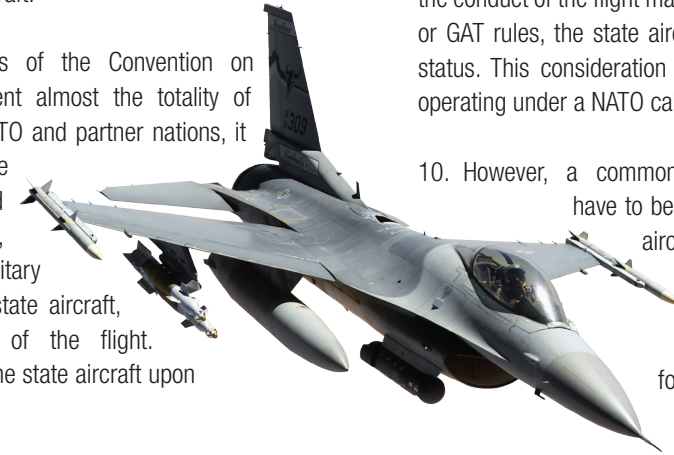 s of the Convention on
ent almost the totality of
TO and partner nations, it
e
,
itary
state aircraft,
of the flight.
ne state aircraft upon
the conduct of the flight ma
or GAT rules, the state airc
status. This consideration
operating under a NATO ca
10. However, a common
have to be
airc
fo
309